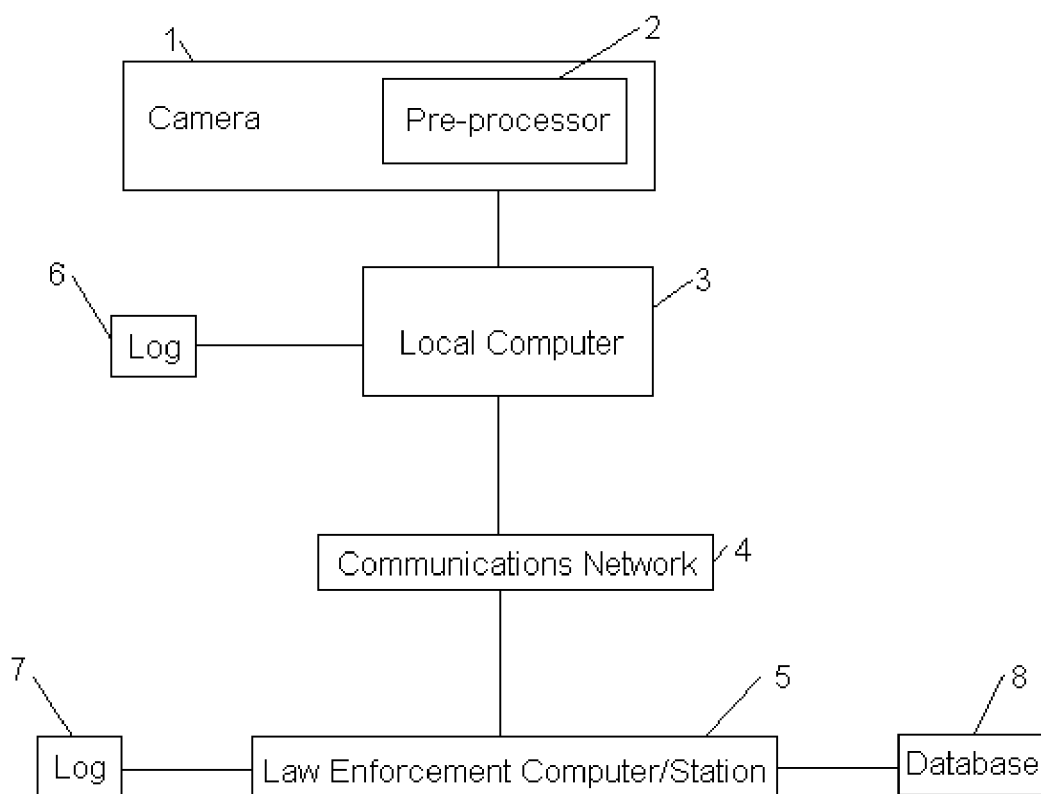 1
2
Camera
Pre-processor
6
3
Log
Local Computer
Communications Network
4
7
5
8
Log
Law Enforcement Computer/Station
Database